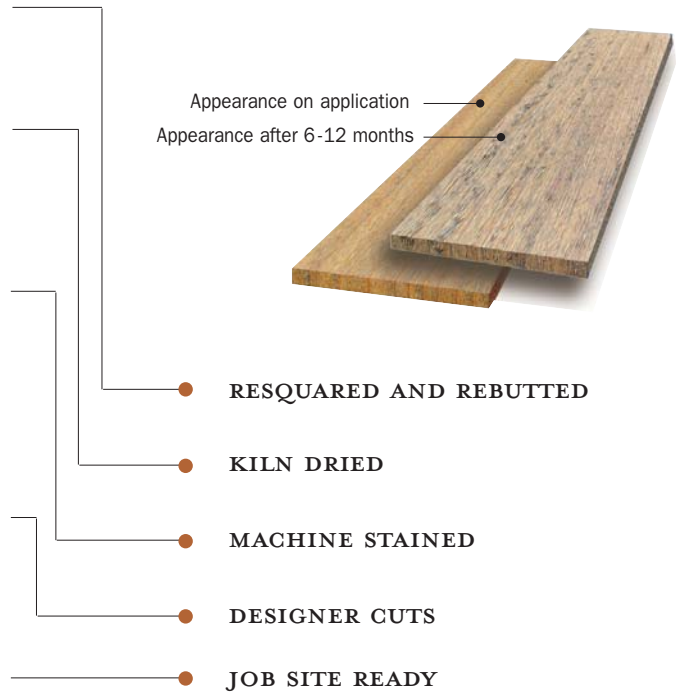 Appearance on application
Appearance after 6-12 months
RESQUARED AND REBUTTED
KILN DRIED
MACHINE STAINED
DESIGNER CUTS
JOB SITE READY